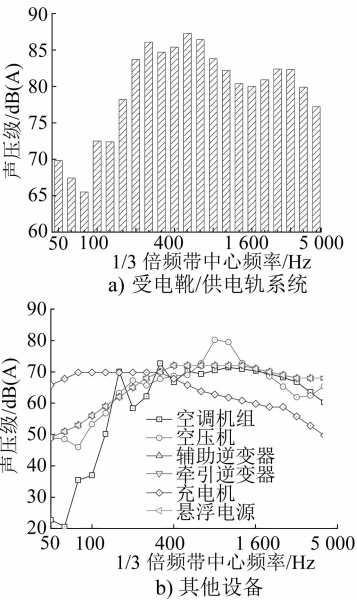 90
85
80
75
70
65
60
声压级/dB(A)
50 100 400 1 600 5 000
1/3 倍频带中心频率/Hz
a) 受电靴/供电轨系统
90
80
70
60
50
40
30
20
声压级/dB(A)
空调机组
空压机
辅助逆变器
牵引逆变器
充电机
悬浮电源
50 100 400 1 600 5 000
1/3 倍频带中心频率/Hz
b) 其他设备